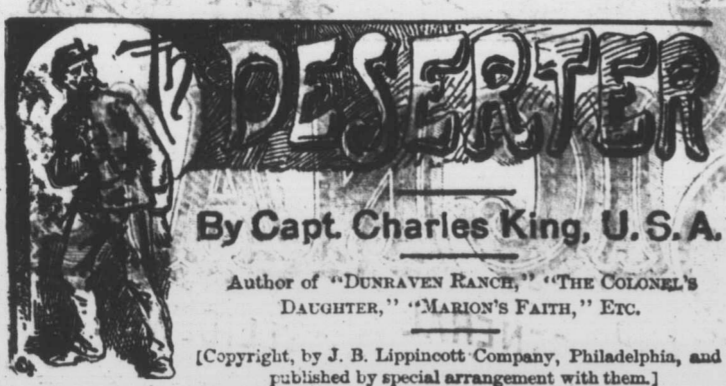 The DESERTER
By Capt. Charles King, U. S. A.
Author of "DUNRAVEN RANCH," "THE COLONEL'S
DAUGHTER," "MARION'S FAITH," ETC.
[Copyright, by J. B. Lippincott Company, Philadelphia, and
published by special arrangement with them.]